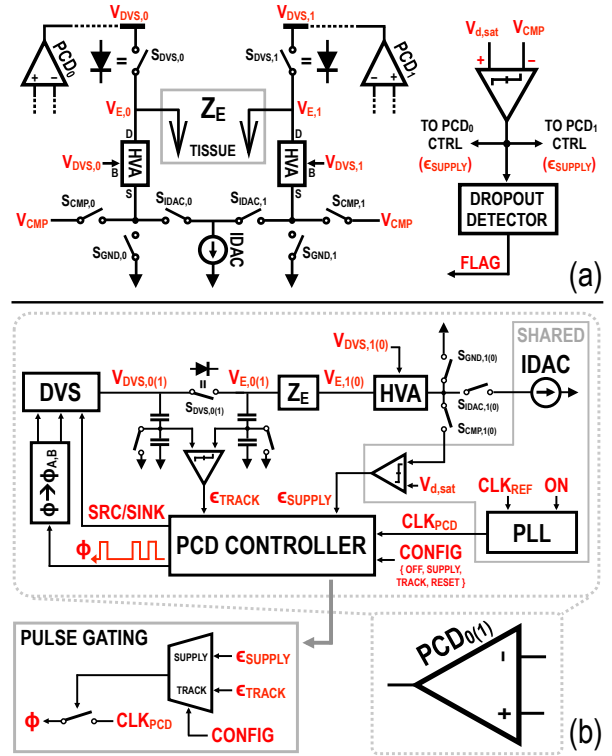 V_DVS,0
V_DVS,1
PCD_0
+ -
=
S_DVS,0
S_DVS,1
=
PCD_1
- +
V_d,sat
V_CMP
+ -
V_E,0
Z_E
TISSUE
V_E,1
TO PCD_0
CTRL
(ϵ_SUPPLY)
TO PCD_1
CTRL
(ϵ_SUPPLY)
D
D
V_DVS,0
B
HVA
HVA
B
V_DVS,1
S
S
DROPOUT
DETECTOR
S_CMP,0
S_IDAC,0
S_IDAC,1
S_CMP,1
V_CMP
V_CMP
IDAC
S_GND,0
S_GND,1
FLAG
(a)
SHARED
V_DVS,1(0)
IDAC
S_GND,1(0)
V_DVS,0(1)
=
V_E,0(1)
V_E,1(0)
DVS
S_DVS,0(1)
Z_E
HVA
S_IDAC,1(0)
S_CMP,1(0)
Φ→Φ_A,B
V_d,sat
ϵ_TRACK
ϵ_SUPPLY
CLK_REF
ON
SRC/SINK
CLK_PCD
PLL
Φ
PCD CONTROLLER
CONFIG
{ OFF, SUPPLY,
TRACK, RESET }
PULSE GATING
SUPPLY
ϵ_SUPPLY
TRACK
ϵ_TRACK
Φ
CLK_PCD
CONFIG
PCD_0(1)
-
+
(b)